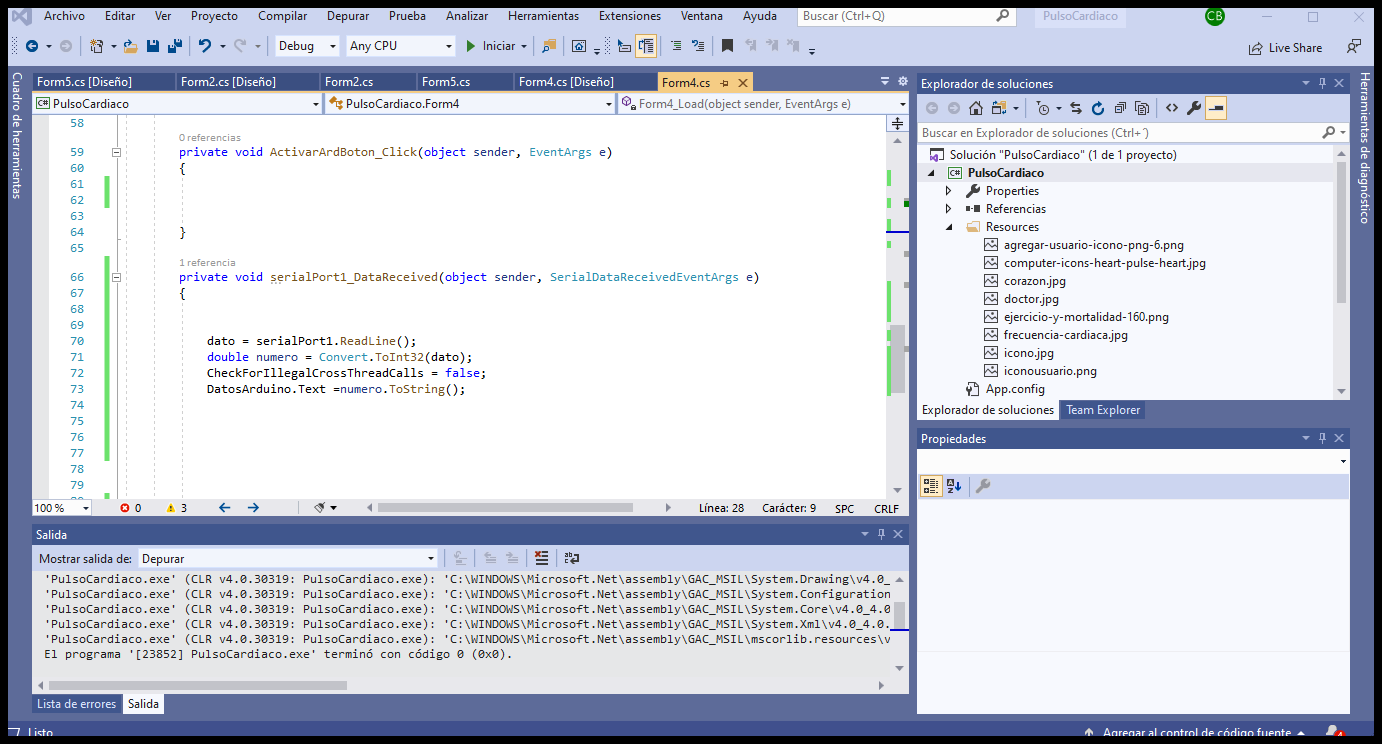 Archivo Editar Ver Proyecto Compilar Depurar Prueba Analizar Herramientas Extensiones Ventana Ayuda Buscar (Ctrl+Q) PulsoCardiaco CB
Debug Any CPU Iniciar Live Share
Cuadro de herramientas
Form5.cs [Diseño] Form2.cs [Diseño] Form2.cs Form5.cs Form4.cs [Diseño] Form4.cs
C# PulsoCardiaco PulsoCardiaco.Form4 Form4_Load(object sender, EventArgs e)
58
0 referencias
59 private void ActivarArdBoton_Click(object sender, EventArgs e)
60 {
61
62
63
64 }
65
1 referencia
66 private void serialPort1_DataReceived(object sender, SerialDataReceivedEventArgs e)
67 {
68
69
70 dato = serialPort1.ReadLine();
71 double numero = Convert.ToInt32(dato);
72 CheckForIllegalCrossThreadCalls = false;
73 DatosArduino.Text =numero.ToString();
74
75
76
77
78
79
100 % 0 3 Línea: 28 Carácter: 9 SPC CRLF
Salida
Mostrar salida de: Depurar
'PulsoCardiaco.exe' (CLR v4.0.30319: PulsoCardiaco.exe): 'C:\WINDOWS\Microsoft.Net\assembly\GAC_MSIL\System.Drawing\v4.0_
'PulsoCardiaco.exe' (CLR v4.0.30319: PulsoCardiaco.exe): 'C:\WINDOWS\Microsoft.Net\assembly\GAC_MSIL\System.Configuration
'PulsoCardiaco.exe' (CLR v4.0.30319: PulsoCardiaco.exe): 'C:\WINDOWS\Microsoft.Net\assembly\GAC_MSIL\System.Core\v4.0_4.0
'PulsoCardiaco.exe' (CLR v4.0.30319: PulsoCardiaco.exe): 'C:\WINDOWS\Microsoft.Net\assembly\GAC_MSIL\System.Xml\v4.0_4.0.
'PulsoCardiaco.exe' (CLR v4.0.30319: PulsoCardiaco.exe): 'C:\WINDOWS\Microsoft.Net\assembly\GAC_MSIL\mscorlib.resources\v
El programa '[23852] PulsoCardiaco.exe' terminó con código 0 (0x0).
Lista de errores Salida
Explorador de soluciones
Buscar en Explorador de soluciones (Ctrl+´)
Solución "PulsoCardiaco" (1 de 1 proyecto)
C# PulsoCardiaco
Properties
Referencias
Resources
agregar-usuario-icono-png-6.png
computer-icons-heart-pulse-heart.jpg
corazon.jpg
doctor.jpg
ejercicio-y-mortalidad-160.png
frecuencia-cardiaca.jpg
icono.jpg
iconousuario.png
App.config
Explorador de soluciones Team Explorer
Propiedades
Herramientas de diagnóstico
Listo Agregar al control de código fuente 4